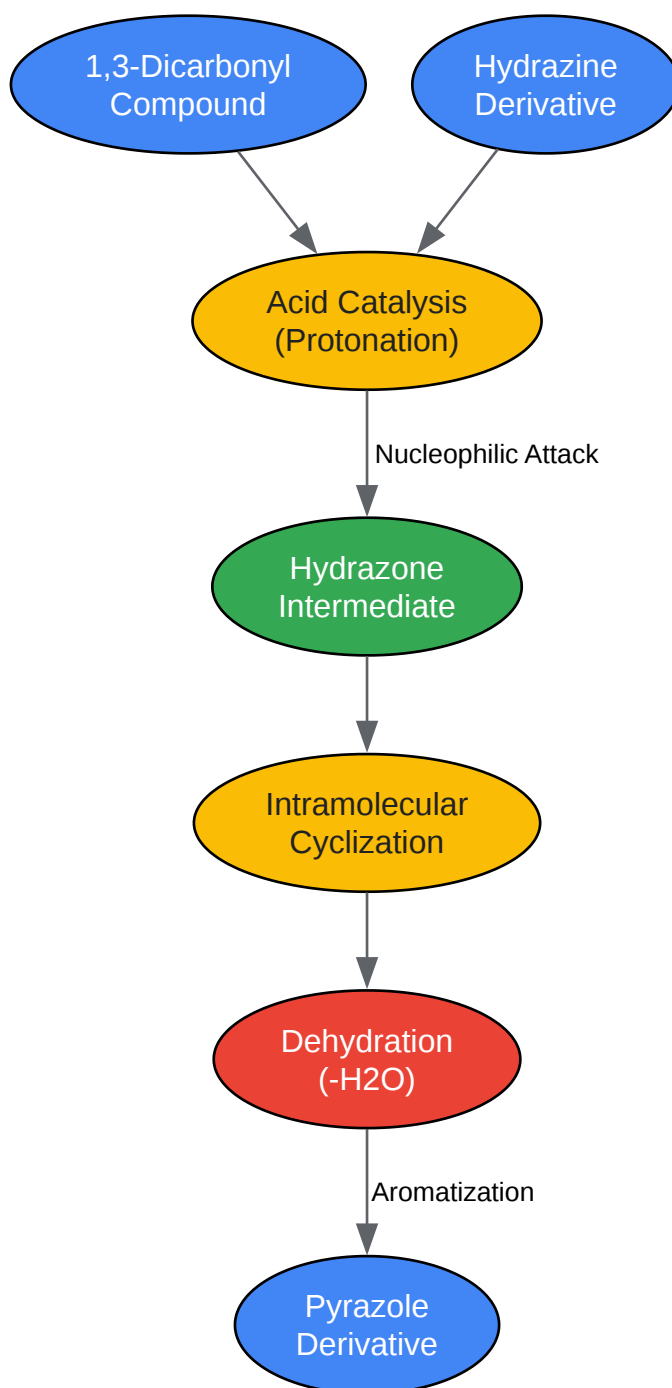 1,3-Dicarbonyl
Compound
Hydrazine
Derivative
Acid Catalysis
(Protonation)
Nucleophilic Attack
Hydrazone
Intermediate
Intramolecular
Cyclization
Dehydration
(-H2O)
Aromatization
Pyrazole
Derivative